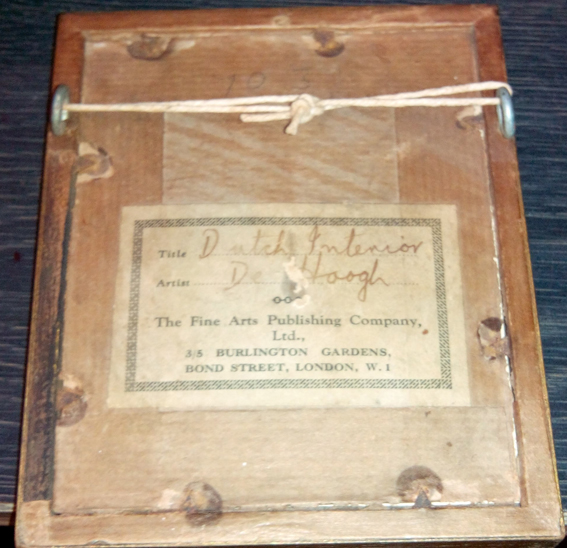 Title Dutch Interior
Artist De Hoogh
The Fine Arts Publishing Company,
Ltd.,
3/5 BURLINGTON GARDENS,
BOND STREET, LONDON, W.1